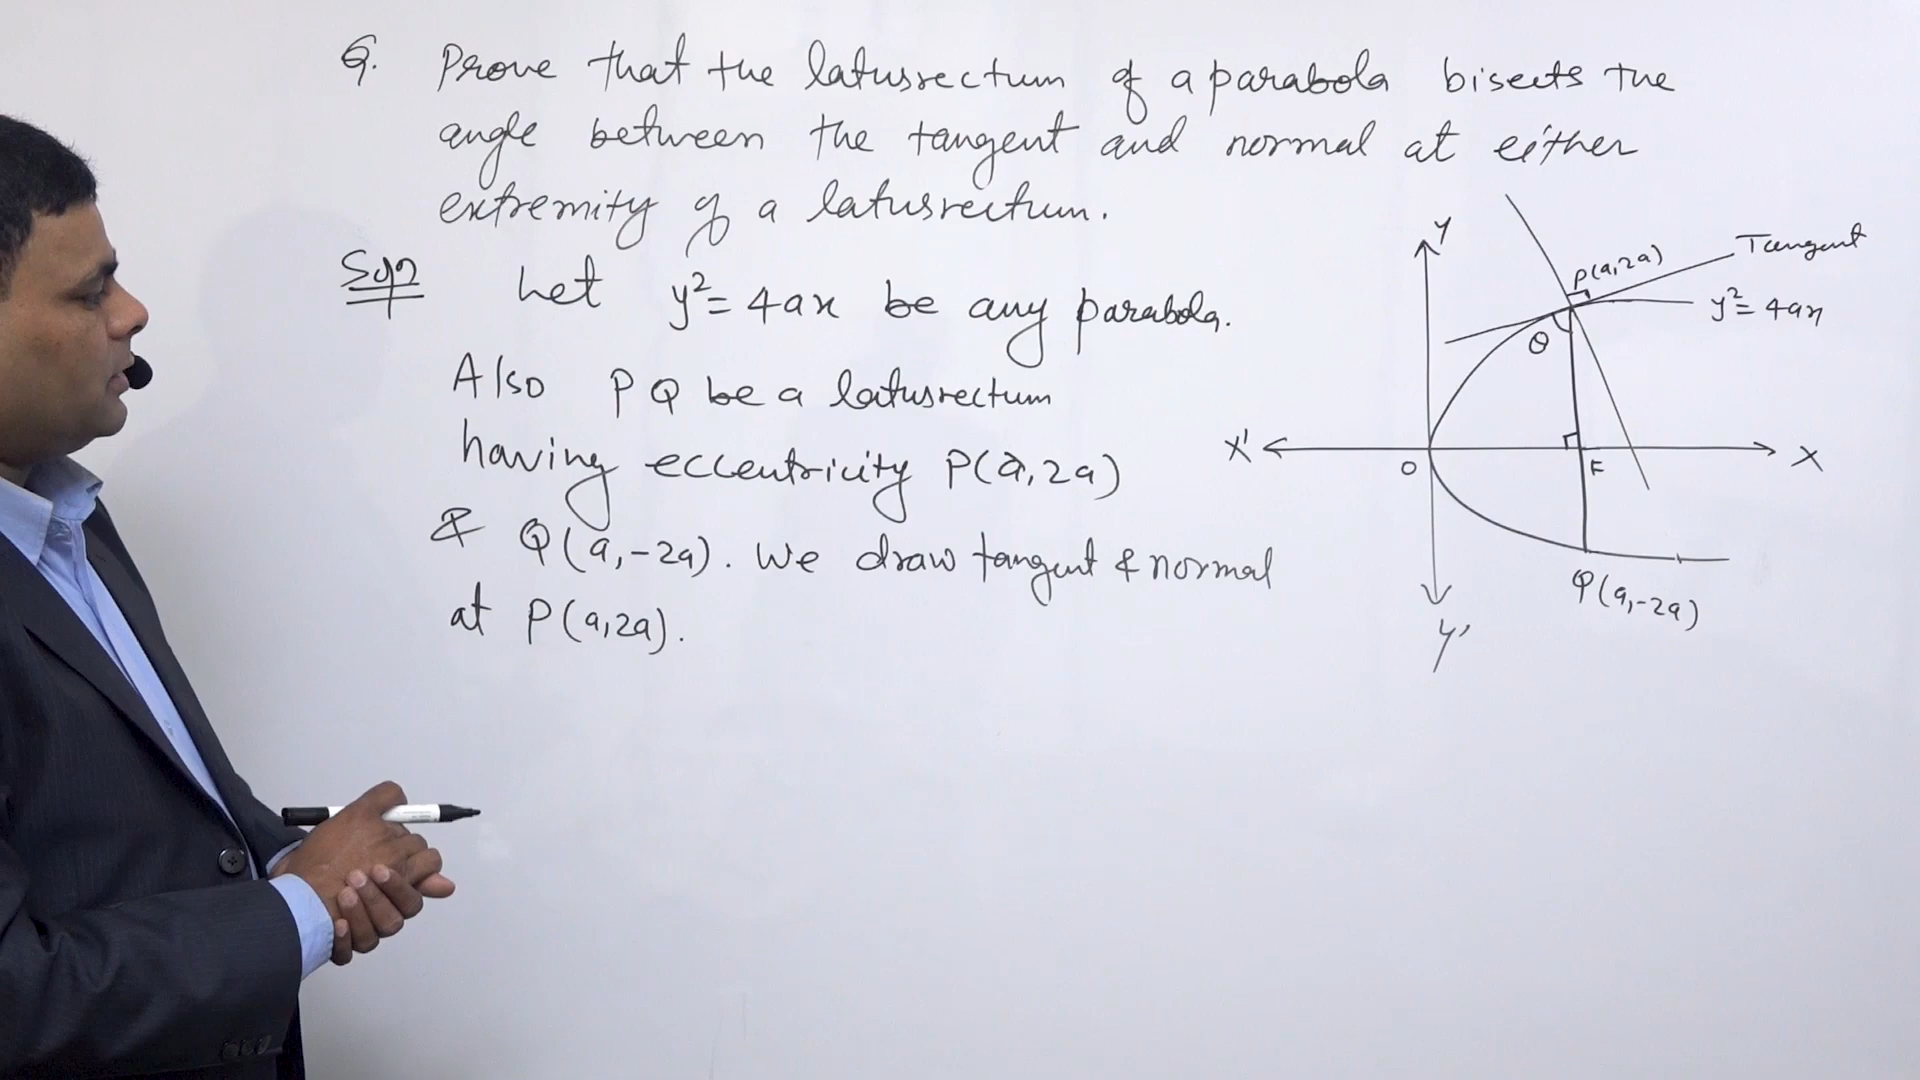 Q. Prove that the latusrectum of a parabola bisects the
angle between the tangent and normal at either
extremity of a latusrectum.
Solⁿ Let y²= 4ax be any parabola.
Also PQ be a latusrectum
having eccentricity P(a, 2a)
& Q(a, -2a). We draw tangent & normal
at P(a, 2a).
Y
Tangent
P(a, 2a)
y²= 4ax
θ
X'
O
F
X
Q(a, -2a)
Y'